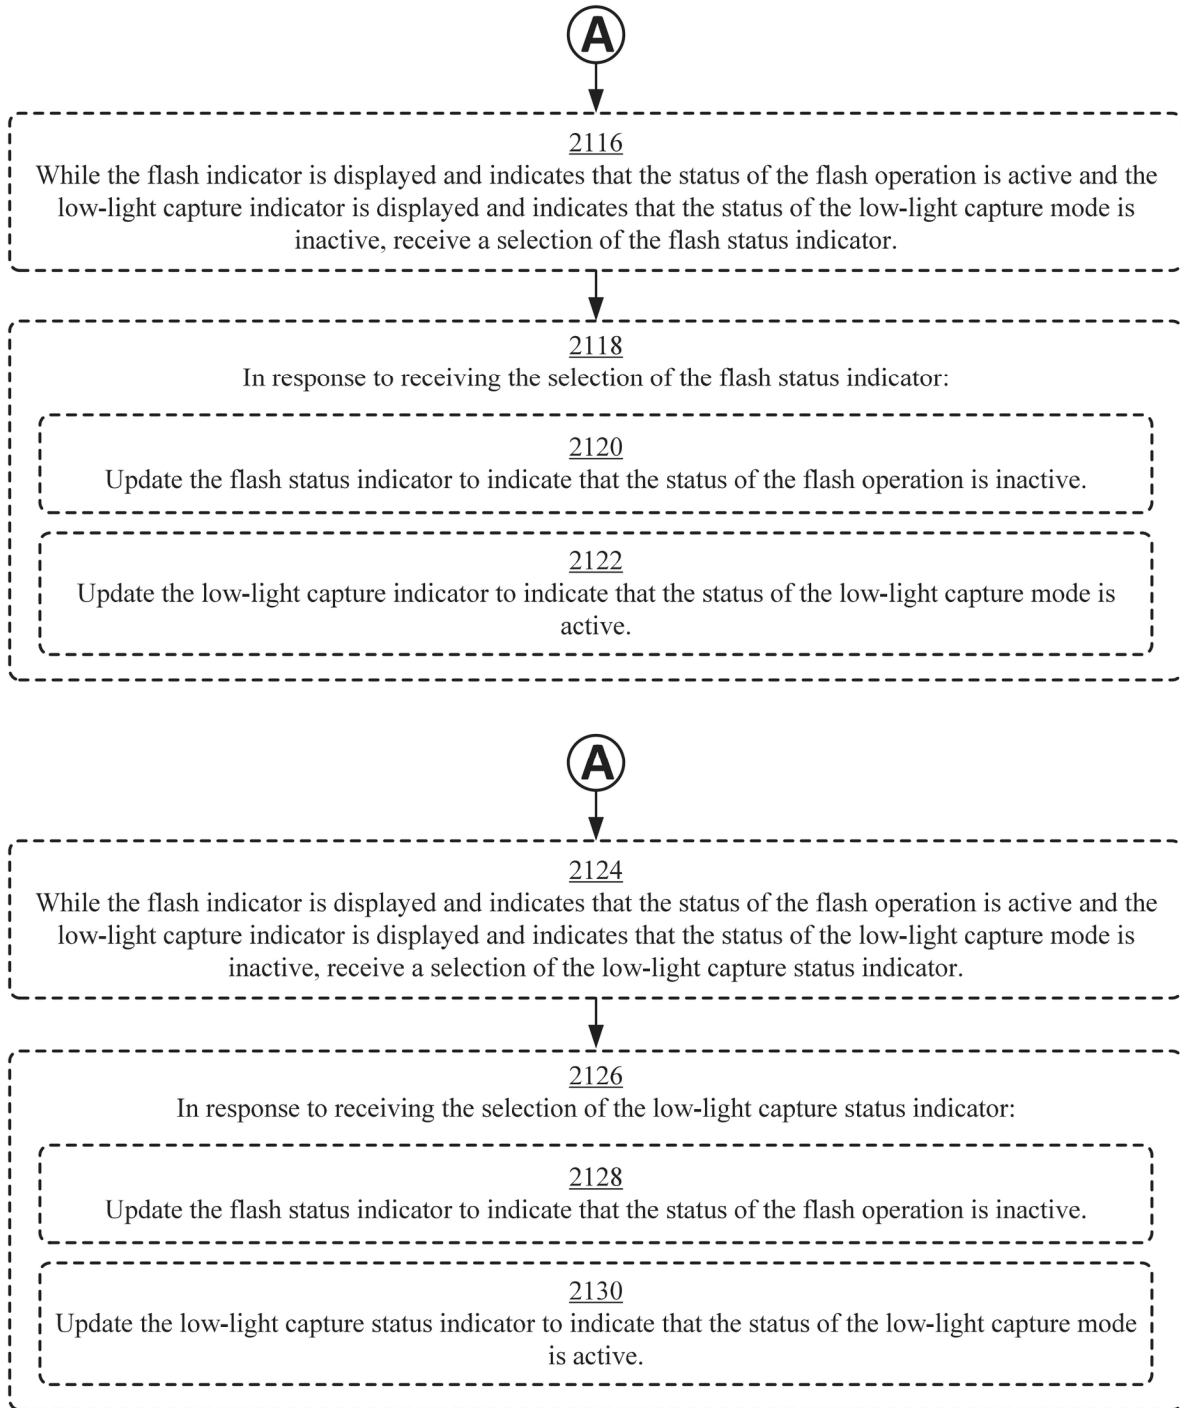 A
2116
While the flash indicator is displayed and indicates that the status of the flash operation is active and the
low-light capture indicator is displayed and indicates that the status of the low-light capture mode is
inactive, receive a selection of the flash status indicator.
2118
In response to receiving the selection of the flash status indicator:
2120
Update the flash status indicator to indicate that the status of the flash operation is inactive.
2122
Update the low-light capture indicator to indicate that the status of the low-light capture mode is
active.
A
2124
While the flash indicator is displayed and indicates that the status of the flash operation is active and the
low-light capture indicator is displayed and indicates that the status of the low-light capture mode is
inactive, receive a selection of the low-light capture status indicator.
2126
In response to receiving the selection of the low-light capture status indicator:
2128
Update the flash status indicator to indicate that the status of the flash operation is inactive.
2130
Update the low-light capture status indicator to indicate that the status of the low-light capture mode
is active.